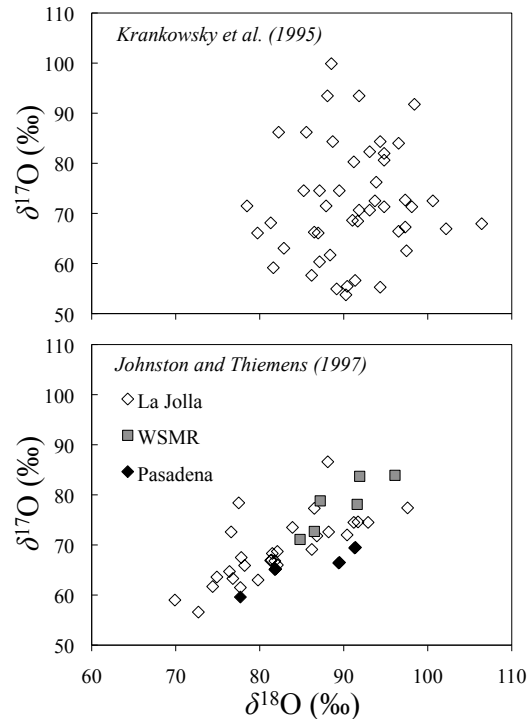 Krankowsky et al. (1995)
110
100
90
80
70
60
50
δ¹⁷O (‰)
Johnston and Thiemens (1997)
La Jolla
WSMR
Pasadena
110
100
90
80
70
60
50
δ¹⁷O (‰)
60 70 80 90 100 110
δ¹⁸O (‰)